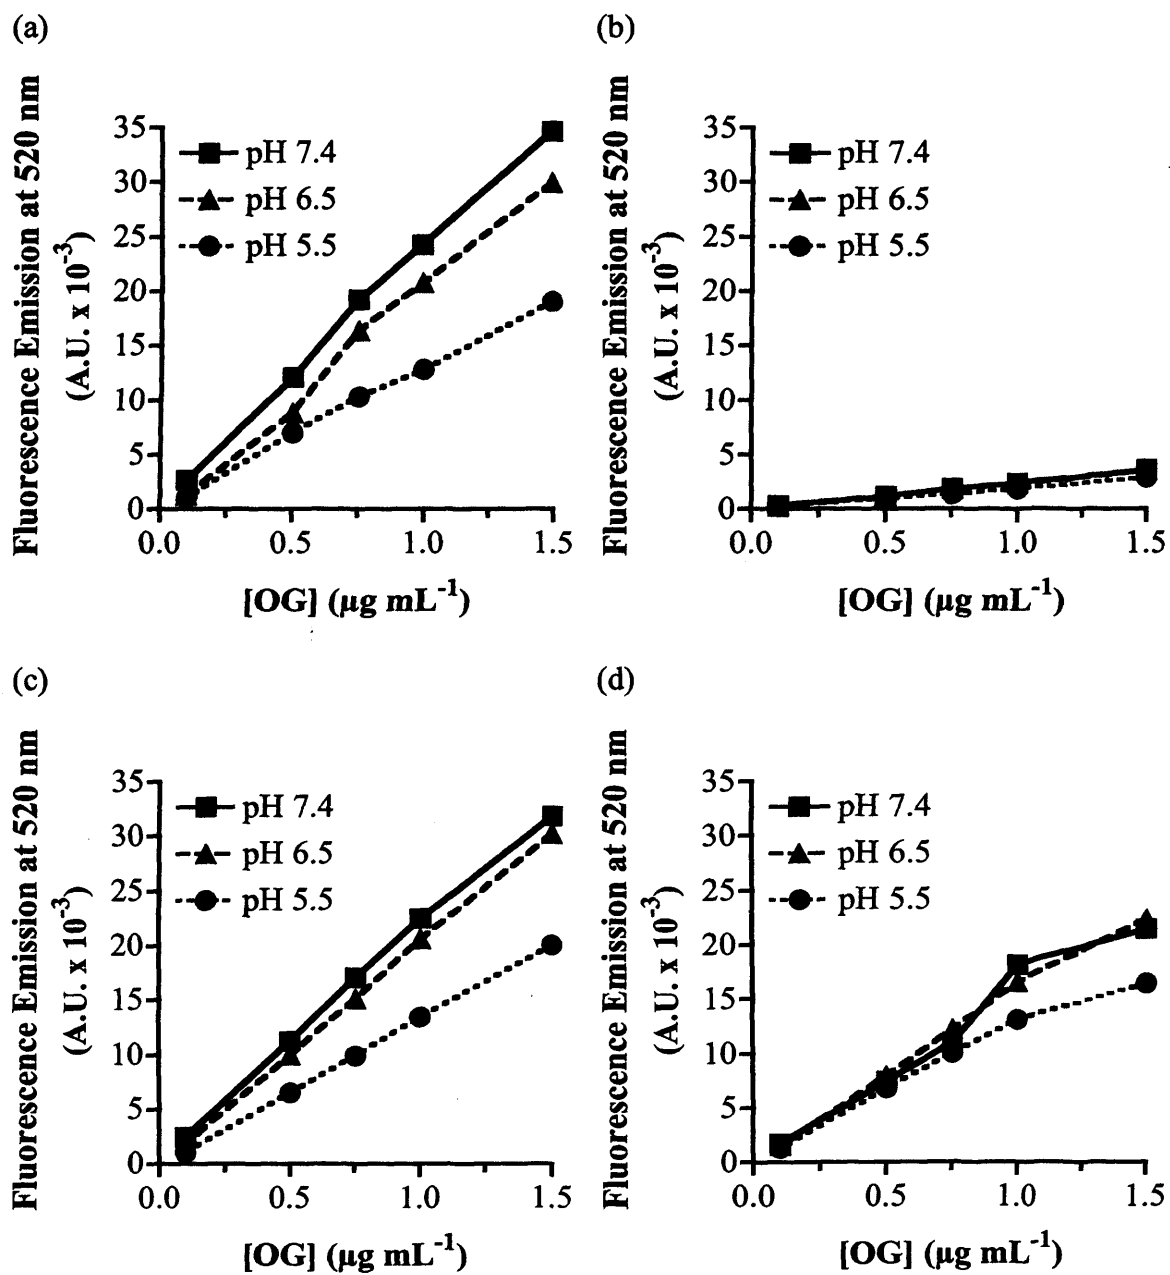 (a)
Fluorescence Emission at 520 nm
(A.U. x 10⁻³)
35
30
25
20
15
10
5
0
pH 7.4
pH 6.5
pH 5.5
0.0 0.5 1.0 1.5
[OG] (µg mL⁻¹)
(b)
Fluorescence Emission at 520 nm
(A.U. x 10⁻³)
35
30
25
20
15
10
5
0
pH 7.4
pH 6.5
pH 5.5
0.0 0.5 1.0 1.5
[OG] (µg mL⁻¹)
(c)
Fluorescence Emission at 520 nm
(A.U. x 10⁻³)
35
30
25
20
15
10
5
0
pH 7.4
pH 6.5
pH 5.5
0.0 0.5 1.0 1.5
[OG] (µg mL⁻¹)
(d)
Fluorescence Emission at 520 nm
(A.U. x 10⁻³)
35
30
25
20
15
10
5
0
pH 7.4
pH 6.5
pH 5.5
0.0 0.5 1.0 1.5
[OG] (µg mL⁻¹)